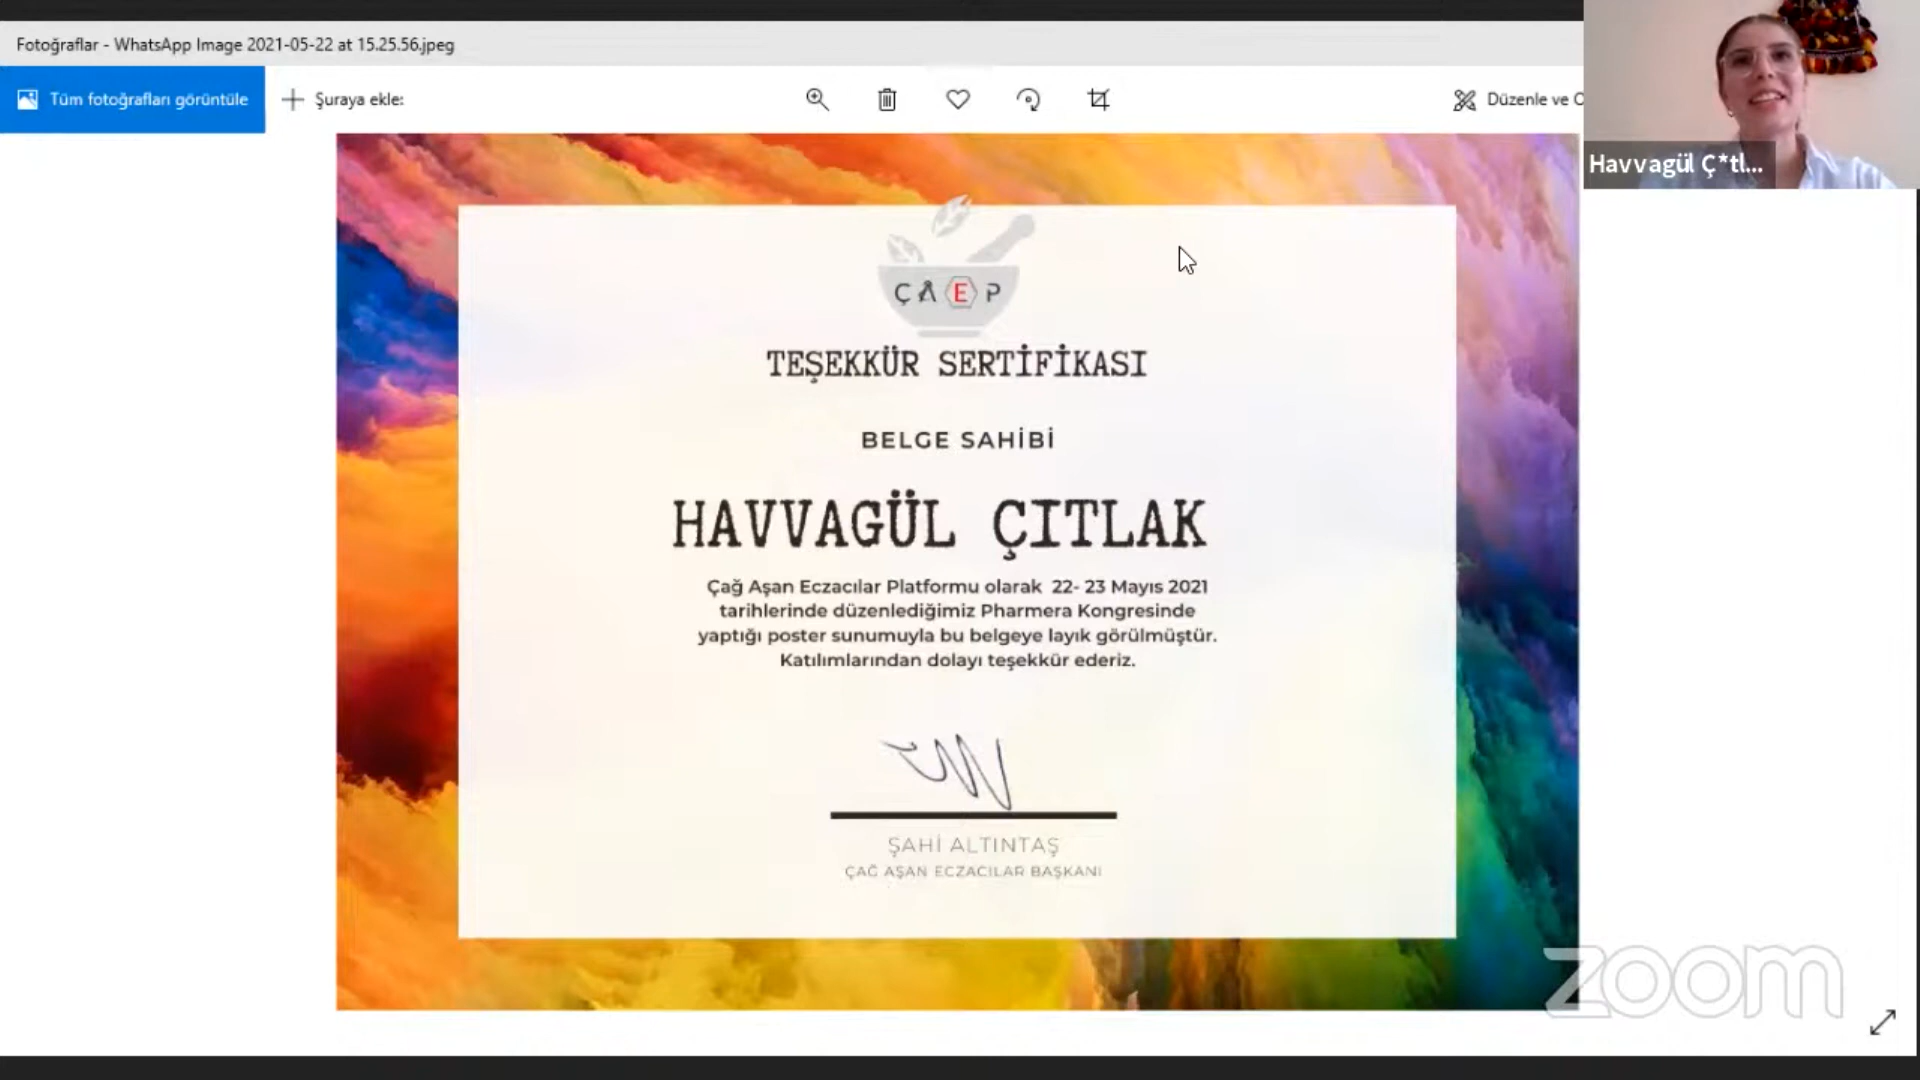 Fotoğraflar - WhatsApp Image 2021-05-22 at 15.25.56.jpeg
Tüm fotoğrafları görüntüle
Şuraya ekle:
Düzenle ve O
Havvagül Ç*tl...
ÇAEP
TEŞEKKÜR SERTİFİKASI
BELGE SAHİBİ
HAVVAGÜL ÇITLAK
Çağ Aşan Eczacılar Platformu olarak 22- 23 Mayıs 2021
tarihlerinde düzenlediğimiz Pharmera Kongresinde
yaptığı poster sunumuyla bu belgeye layık görülmüştür.
Katılımlarından dolayı teşekkür ederiz.
ŞAHİ ALTINTAŞ
ÇAĞ AŞAN ECZACILAR BAŞKANI
zoom